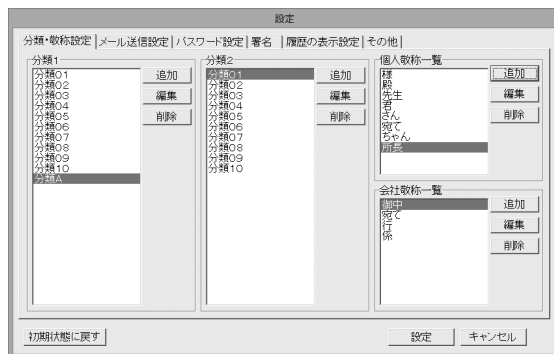 設定
分類・敬称設定 メール送信設定 パスワード設定 署名 履歴の表示設定 その他
分類1
分類01
分類02
分類03
分類04
分類05
分類06
分類07
分類08
分類09
分類10
分類A
追加
編集
削除
分類2
分類01
分類02
分類03
分類04
分類05
分類06
分類07
分類08
分類09
分類10
追加
編集
削除
個人敬称一覧
様
殿
先生
君
さん
宛て
ちゃん
所長
追加
編集
削除
会社敬称一覧
御中
宛て
行
係
追加
編集
削除
初期状態に戻す
設定
キャンセル